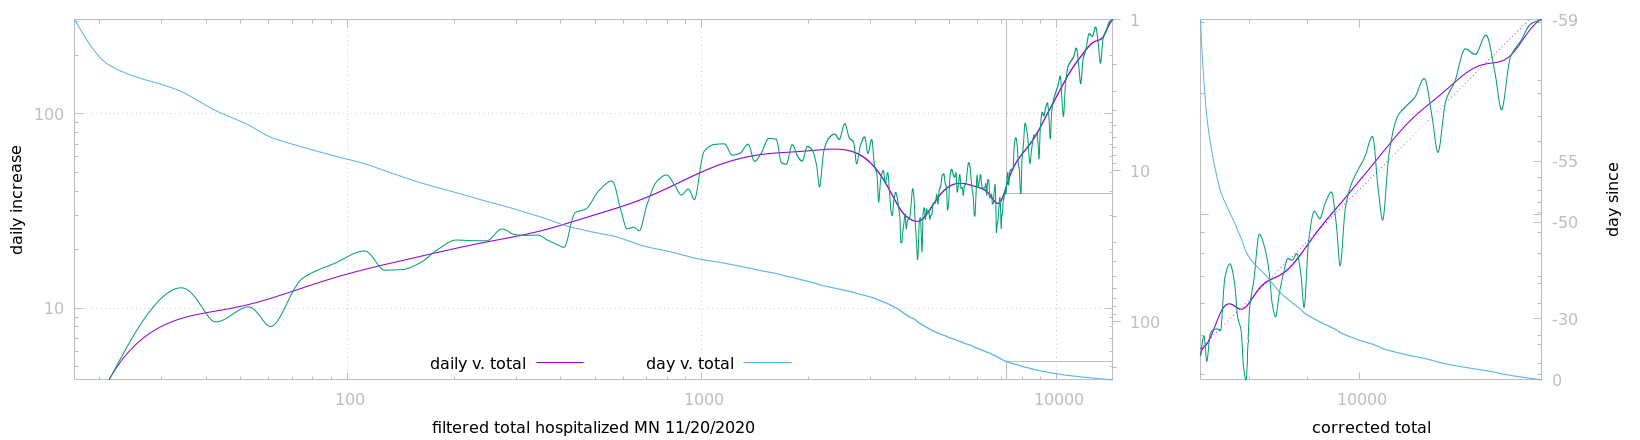 1
-59
100
daily increase
10
-55
-50
day since
10
100
-30
daily v. total
day v. total
0
100
1000
10000
10000
filtered total hospitalized MN 11/20/2020
corrected total